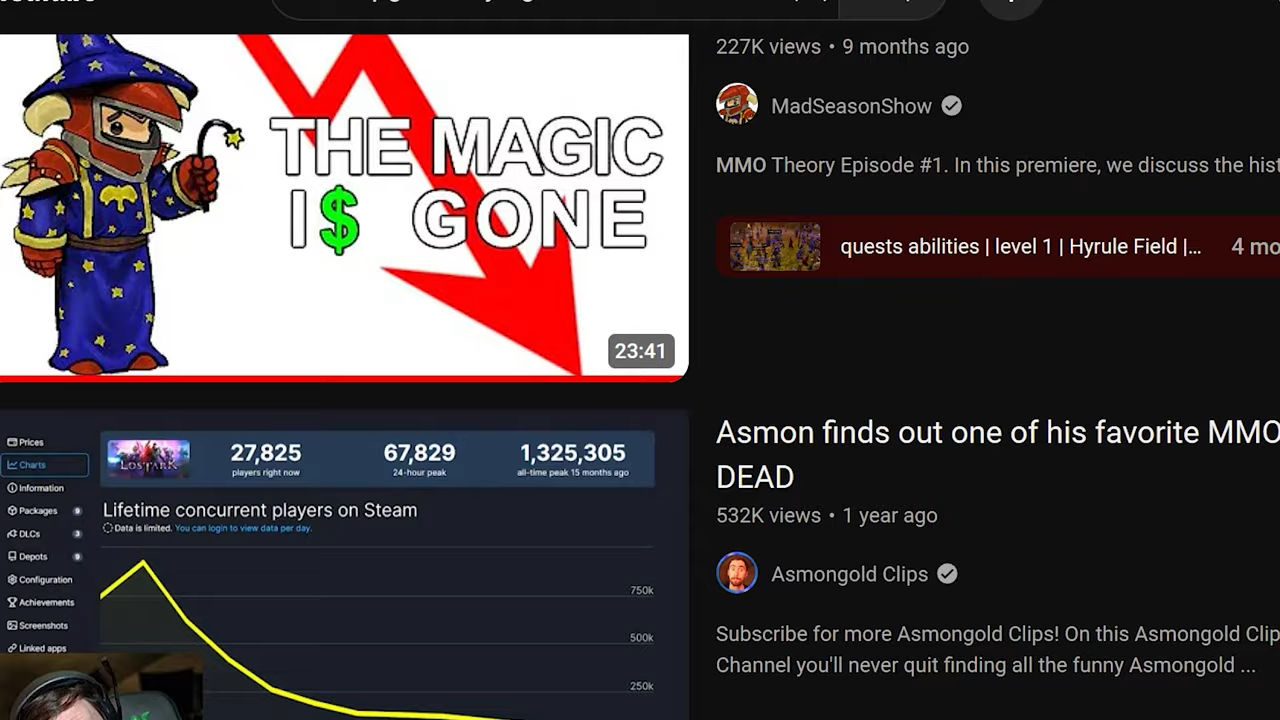 227K views • 9 months ago
THE MAGIC
I$ GONE
MadSeasonShow
MMO Theory Episode #1. In this premiere, we discuss the hist
quests abilities | level 1 | Hyrule Field |...
4 mo
23:41
Asmon finds out one of his favorite MMO
DEAD
532K views • 1 year ago
Asmongold Clips
Subscribe for more Asmongold Clips! On this Asmongold Clip
Channel you'll never quit finding all the funny Asmongold ...
Prices
Charts
Information
Packages 9
DLCs 3
Depots 9
Configuration
Achievements
Screenshots
Linked apps
LOST ARK
27,825
players right now
67,829
24-hour peak
1,325,305
all-time peak 15 months ago
Lifetime concurrent players on Steam
Data is limited. You can login to view data per day.
750k
500k
250k